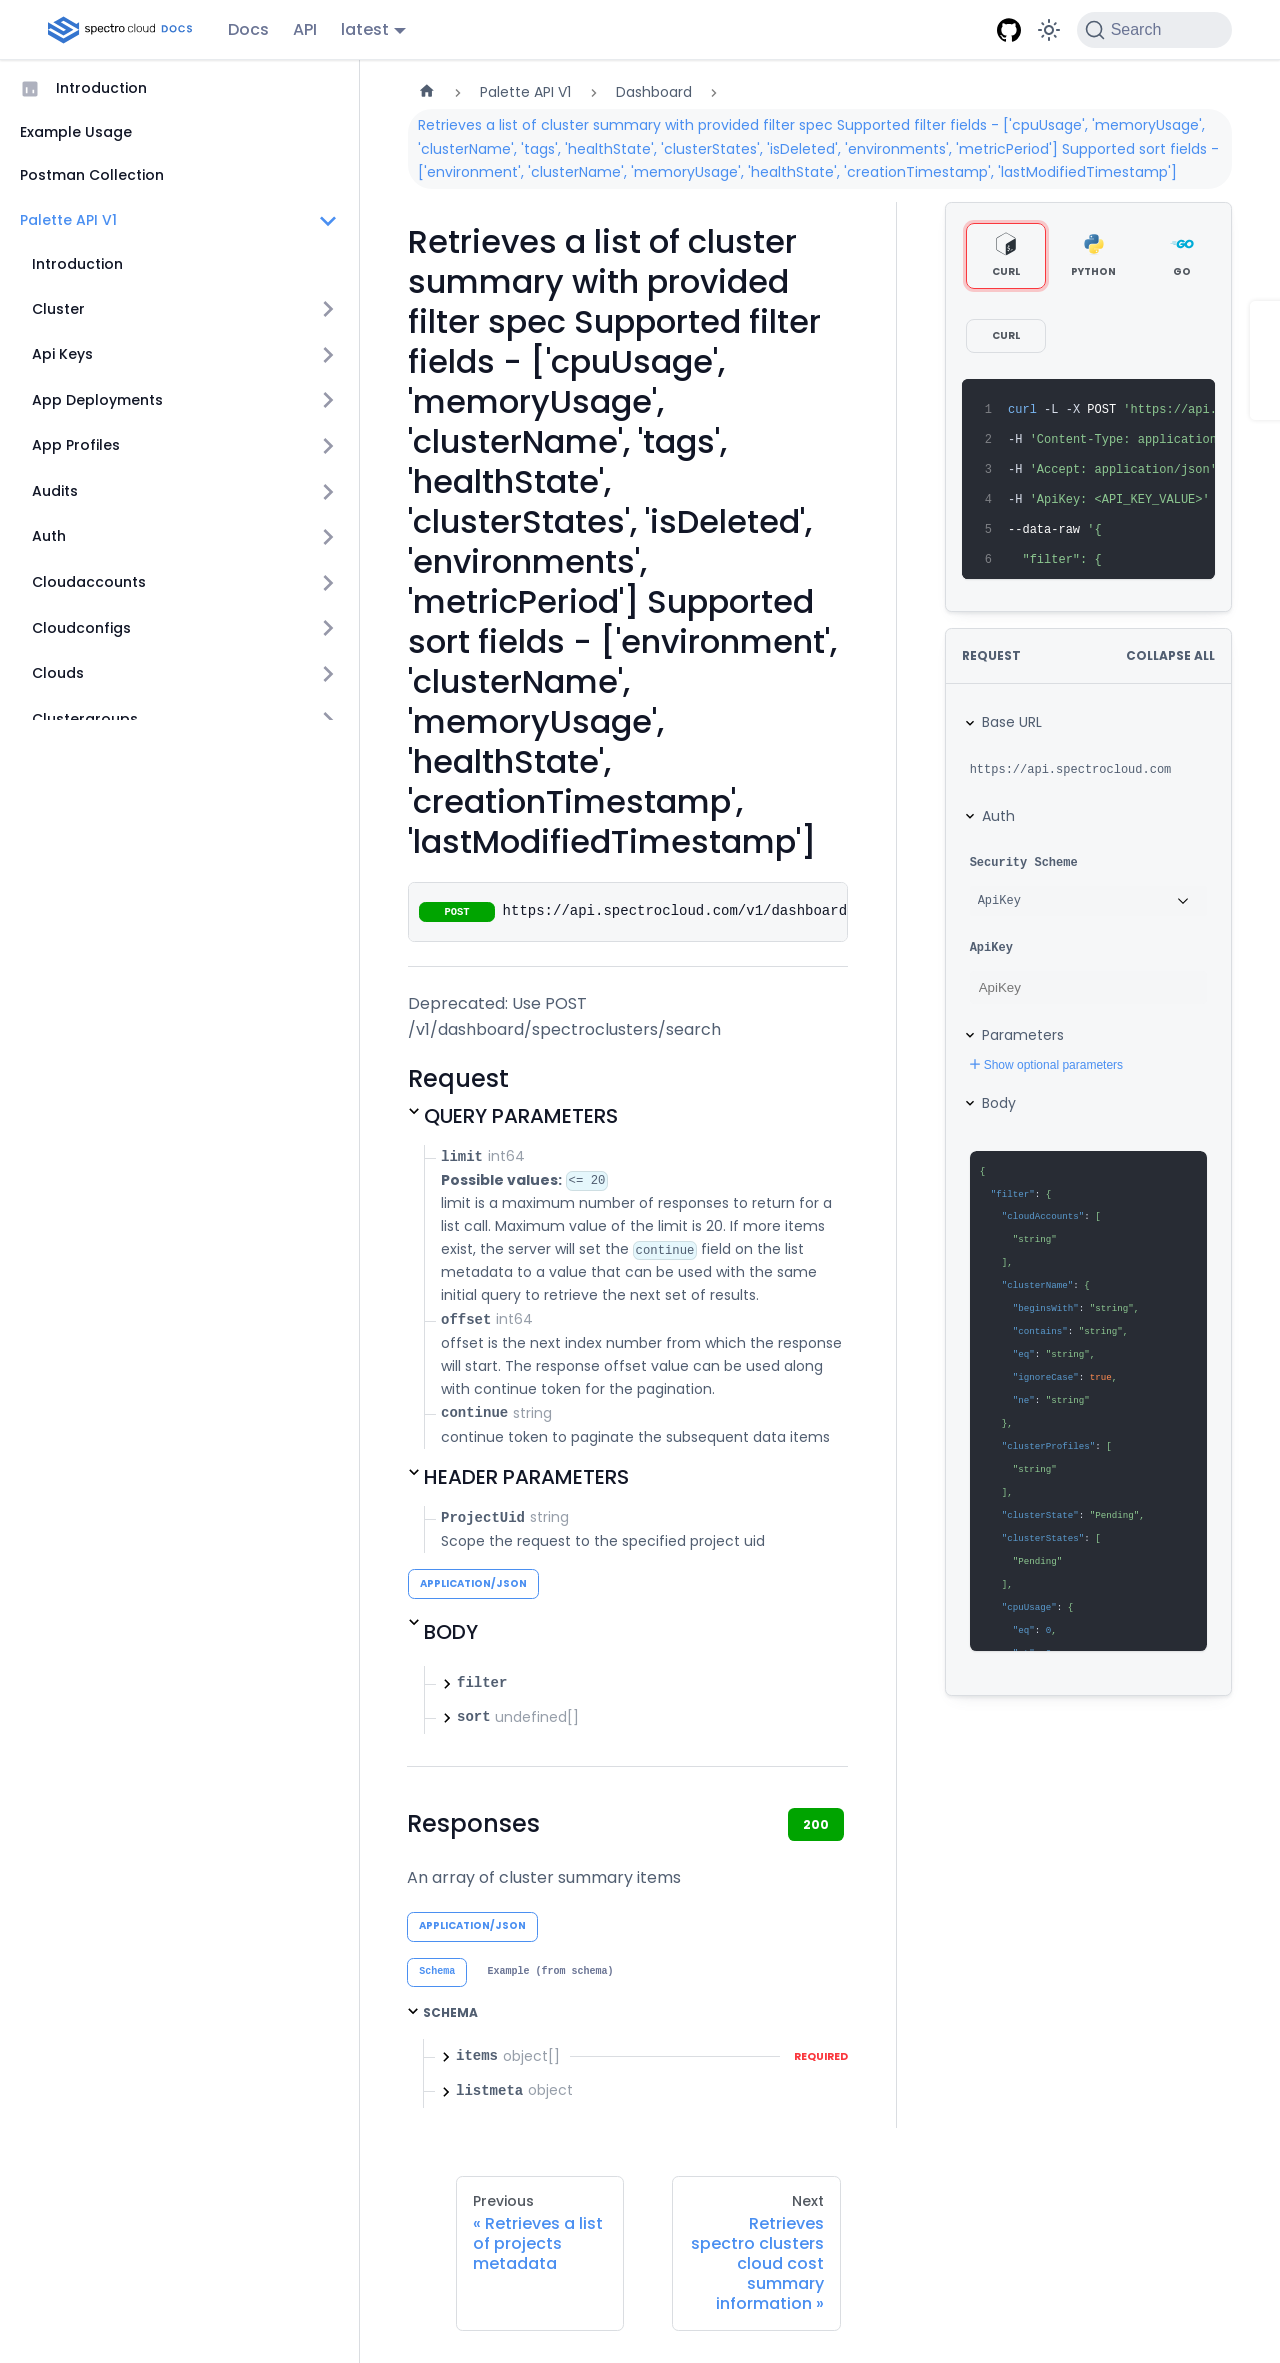 spectro cloud DOCS
Docs
API
latest
Search
Introduction
Example Usage
Postman Collection
Palette API V1
Introduction
Cluster
Api Keys
App Deployments
App Profiles
Audits
Auth
Cloudaccounts
Cloudconfigs
Clouds
Clustergroups
Palette API V1
Dashboard
Retrieves a list of cluster summary with provided filter spec Supported filter fields - ['cpuUsage', 'memoryUsage',
'clusterName', 'tags', 'healthState', 'clusterStates', 'isDeleted', 'environments', 'metricPeriod'] Supported sort fields -
['environment', 'clusterName', 'memoryUsage', 'healthState', 'creationTimestamp', 'lastModifiedTimestamp']
Retrieves a list of cluster
summary with provided
filter spec Supported filter
fields - ['cpuUsage',
'memoryUsage',
'clusterName', 'tags',
'healthState',
'clusterStates', 'isDeleted',
'environments',
'metricPeriod'] Supported
sort fields - ['environment',
'clusterName',
'memoryUsage',
'healthState',
'creationTimestamp',
'lastModifiedTimestamp']
POST https://api.spectrocloud.com/v1/dashboard
Deprecated: Use POST
/v1/dashboard/spectroclusters/search
Request
QUERY PARAMETERS
limit int64
Possible values: <= 20
limit is a maximum number of responses to return for a
list call. Maximum value of the limit is 20. If more items
exist, the server will set the continue field on the list
metadata to a value that can be used with the same
initial query to retrieve the next set of results.
offset int64
offset is the next index number from which the response
will start. The response offset value can be used along
with continue token for the pagination.
continue string
continue token to paginate the subsequent data items
HEADER PARAMETERS
ProjectUid string
Scope the request to the specified project uid
APPLICATION/JSON
BODY
filter
sort undefined[]
Responses
200
An array of cluster summary items
APPLICATION/JSON
Schema
Example (from schema)
SCHEMA
items object[]
REQUIRED
listmeta object
Previous
« Retrieves a list
of projects
metadata
Next
Retrieves
spectro clusters
cloud cost
summary
information »
CURL
PYTHON
GO
GO
CURL
1 curl -L -X POST 'https://api.
2 -H 'Content-Type: application
3 -H 'Accept: application/json'
4 -H 'ApiKey: <API_KEY_VALUE>'
5 --data-raw '{
6 "filter": {
REQUEST
COLLAPSE ALL
Base URL
https://api.spectrocloud.com
Auth
Security Scheme
ApiKey
ApiKey
ApiKey
Parameters
Show optional parameters
Body
{
"filter": {
"cloudAccounts": [
"string"
],
"clusterName": {
"beginsWith": "string",
"contains": "string",
"eq": "string",
"ignoreCase": true,
"ne": "string"
},
"clusterProfiles": [
"string"
],
"clusterState": "Pending",
"clusterStates": [
"Pending"
],
"cpuUsage": {
"eq": 0,